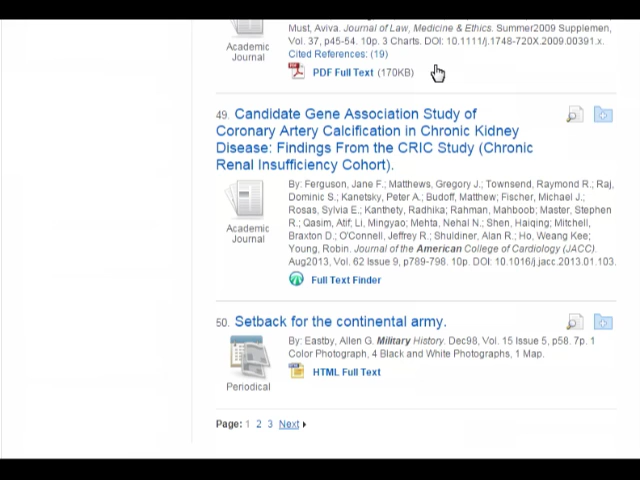 Must, Aviva. Journal of Law, Medicine & Ethics. Summer2009 Supplemen,
Vol. 37, p45-54. 10p. 3 Charts. DOI: 10.1111/j.1748-720X.2009.00391.x.
Academic
Journal
Cited References: (19)
PDF Full Text (170KB)
49. Candidate Gene Association Study of
Coronary Artery Calcification in Chronic Kidney
Disease: Findings From the CRIC Study (Chronic
Renal Insufficiency Cohort).
By: Ferguson, Jane F.; Matthews, Gregory J.; Townsend, Raymond R.; Raj,
Dominic S.; Kanetsky, Peter A.; Budoff, Matthew; Fischer, Michael J.;
Rosas, Sylvia E.; Kanthety, Radhika; Rahman, Mahboob; Master, Stephen
R.; Qasim, Atif; Li, Mingyao; Mehta, Nehal N.; Shen, Haiqing; Mitchell,
Braxton D.; O'Connell, Jeffrey R.; Shuldiner, Alan R.; Ho, Weang Kee;
Young, Robin. Journal of the American College of Cardiology (JACC).
Aug2013, Vol. 62 Issue 9, p789-798. 10p. DOI: 10.1016/j.jacc.2013.01.103.
Academic
Journal
Full Text Finder
50. Setback for the continental army.
By: Eastby, Allen G. Military History. Dec98, Vol. 15 Issue 5, p58. 7p. 1
Color Photograph, 4 Black and White Photographs, 1 Map.
HTML Full Text
Periodical
Page: 1 2 3 Next